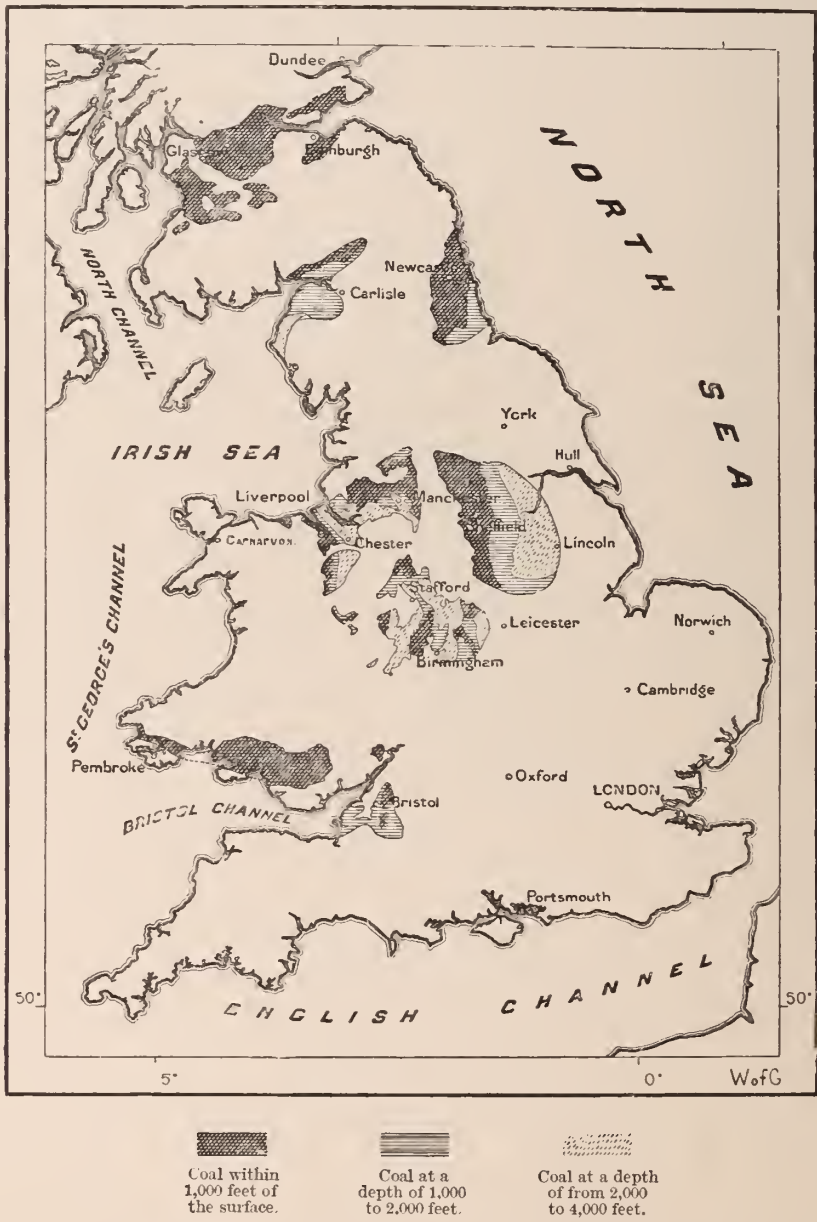 Dundee
Glasgow
Edinburgh
NORTH
SEA
NORTH CHANNEL
Newcastle
Carlisle
York
IRISH SEA
Hull
Liverpool
Manchester
Sheffield
CARNARVON.
Chester
Lincoln
Stafford
Leicester
Norwich
Birmingham
ST GEORGE'S CHANNEL
Cambridge
Pembroke
Oxford
LONDON
BRISTOL CHANNEL
Bristol
Portsmouth
50°
50°
ENGLISH CHANNEL
5°
0°
WofG
Coal within
1,000 feet of
the surface.
Coal at a
depth of 1,000
to 2,000 feet.
Coal at a depth
of from 2,000
to 4,000 feet.